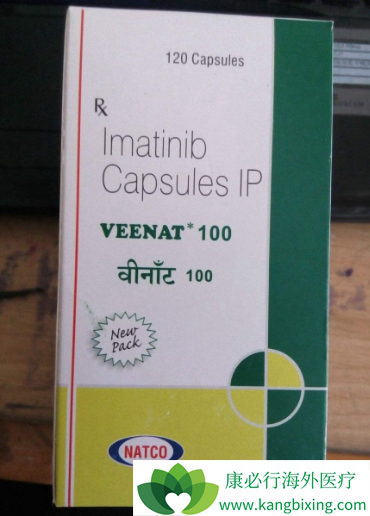 120 Capsules
Rx
Imatinib
Capsules IP
VEENAT* 100
वीनॉंट 100
New
Pack
NATCO
康必行海外医疗
www.kangbixing.com